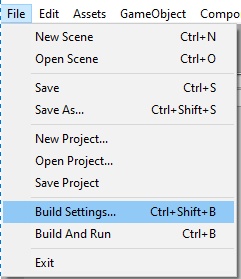 File Edit Assets GameObject Compo
New Scene Ctrl+N
Open Scene Ctrl+O
Save Ctrl+S
Save As... Ctrl+Shift+S
New Project...
Open Project...
Save Project
Build Settings... Ctrl+Shift+B
Build And Run Ctrl+B
Exit